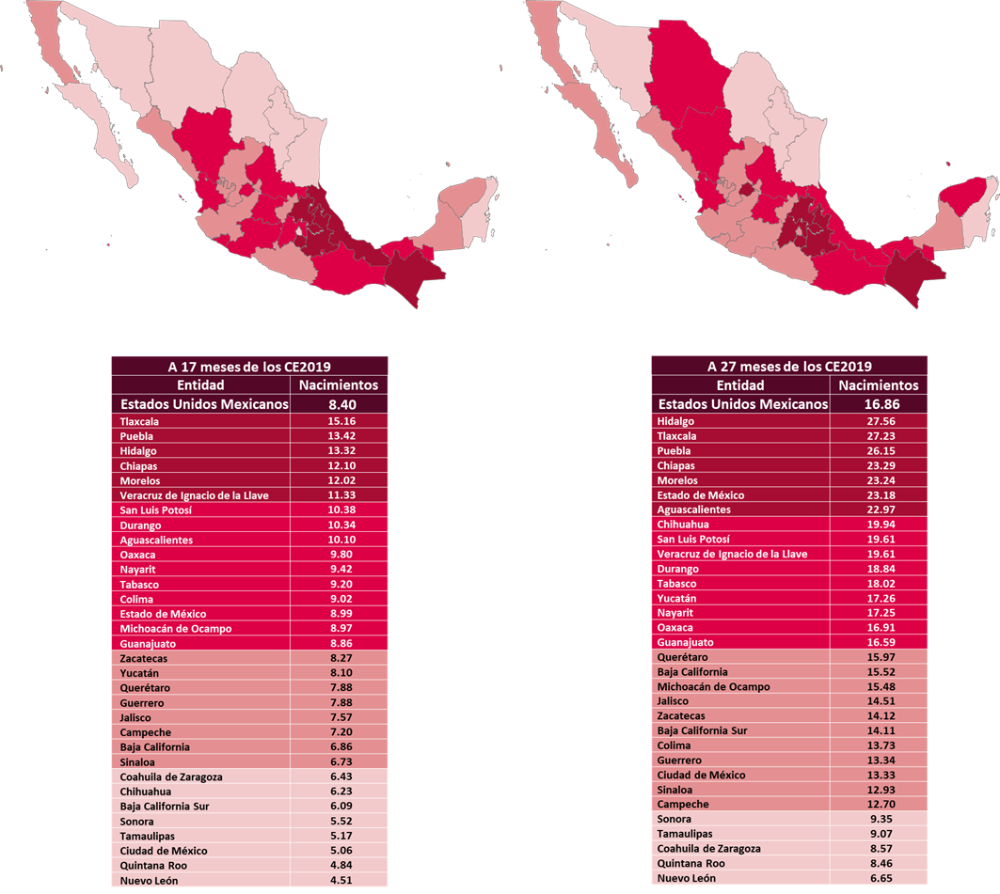 A 17 meses de los CE2019
Entidad Nacimientos
Estados Unidos Mexicanos 8.40
Tlaxcala 15.16
Puebla 13.42
Hidalgo 13.32
Chiapas 12.10
Morelos 12.02
Veracruz de Ignacio de la Llave 11.33
San Luis Potosí 10.38
Durango 10.34
Aguascalientes 10.10
Oaxaca 9.80
Nayarit 9.42
Tabasco 9.20
Colima 9.02
Estado de México 8.99
Michoacán de Ocampo 8.97
Guanajuato 8.86
Zacatecas 8.27
Yucatán 8.10
Querétaro 7.88
Guerrero 7.88
Jalisco 7.57
Campeche 7.20
Baja California 6.86
Sinaloa 6.73
Coahuila de Zaragoza 6.43
Chihuahua 6.23
Baja California Sur 6.09
Sonora 5.52
Tamaulipas 5.17
Ciudad de México 5.06
Quintana Roo 4.84
Nuevo León 4.51
A 27 meses de los CE2019
Entidad Nacimientos
Estados Unidos Mexicanos 16.86
Hidalgo 27.56
Tlaxcala 27.23
Puebla 26.15
Chiapas 23.29
Morelos 23.24
Estado de México 23.18
Aguascalientes 22.97
Chihuahua 19.94
San Luis Potosí 19.61
Veracruz de Ignacio de la Llave 19.61
Durango 18.84
Tabasco 18.02
Yucatán 17.26
Nayarit 17.25
Oaxaca 16.91
Guanajuato 16.59
Querétaro 15.97
Baja California 15.52
Michoacán de Ocampo 15.48
Jalisco 14.51
Zacatecas 14.12
Baja California Sur 14.11
Colima 13.73
Guerrero 13.34
Ciudad de México 13.33
Sinaloa 12.93
Campeche 12.70
Sonora 9.35
Tamaulipas 9.07
Coahuila de Zaragoza 8.57
Quintana Roo 8.46
Nuevo León 6.65